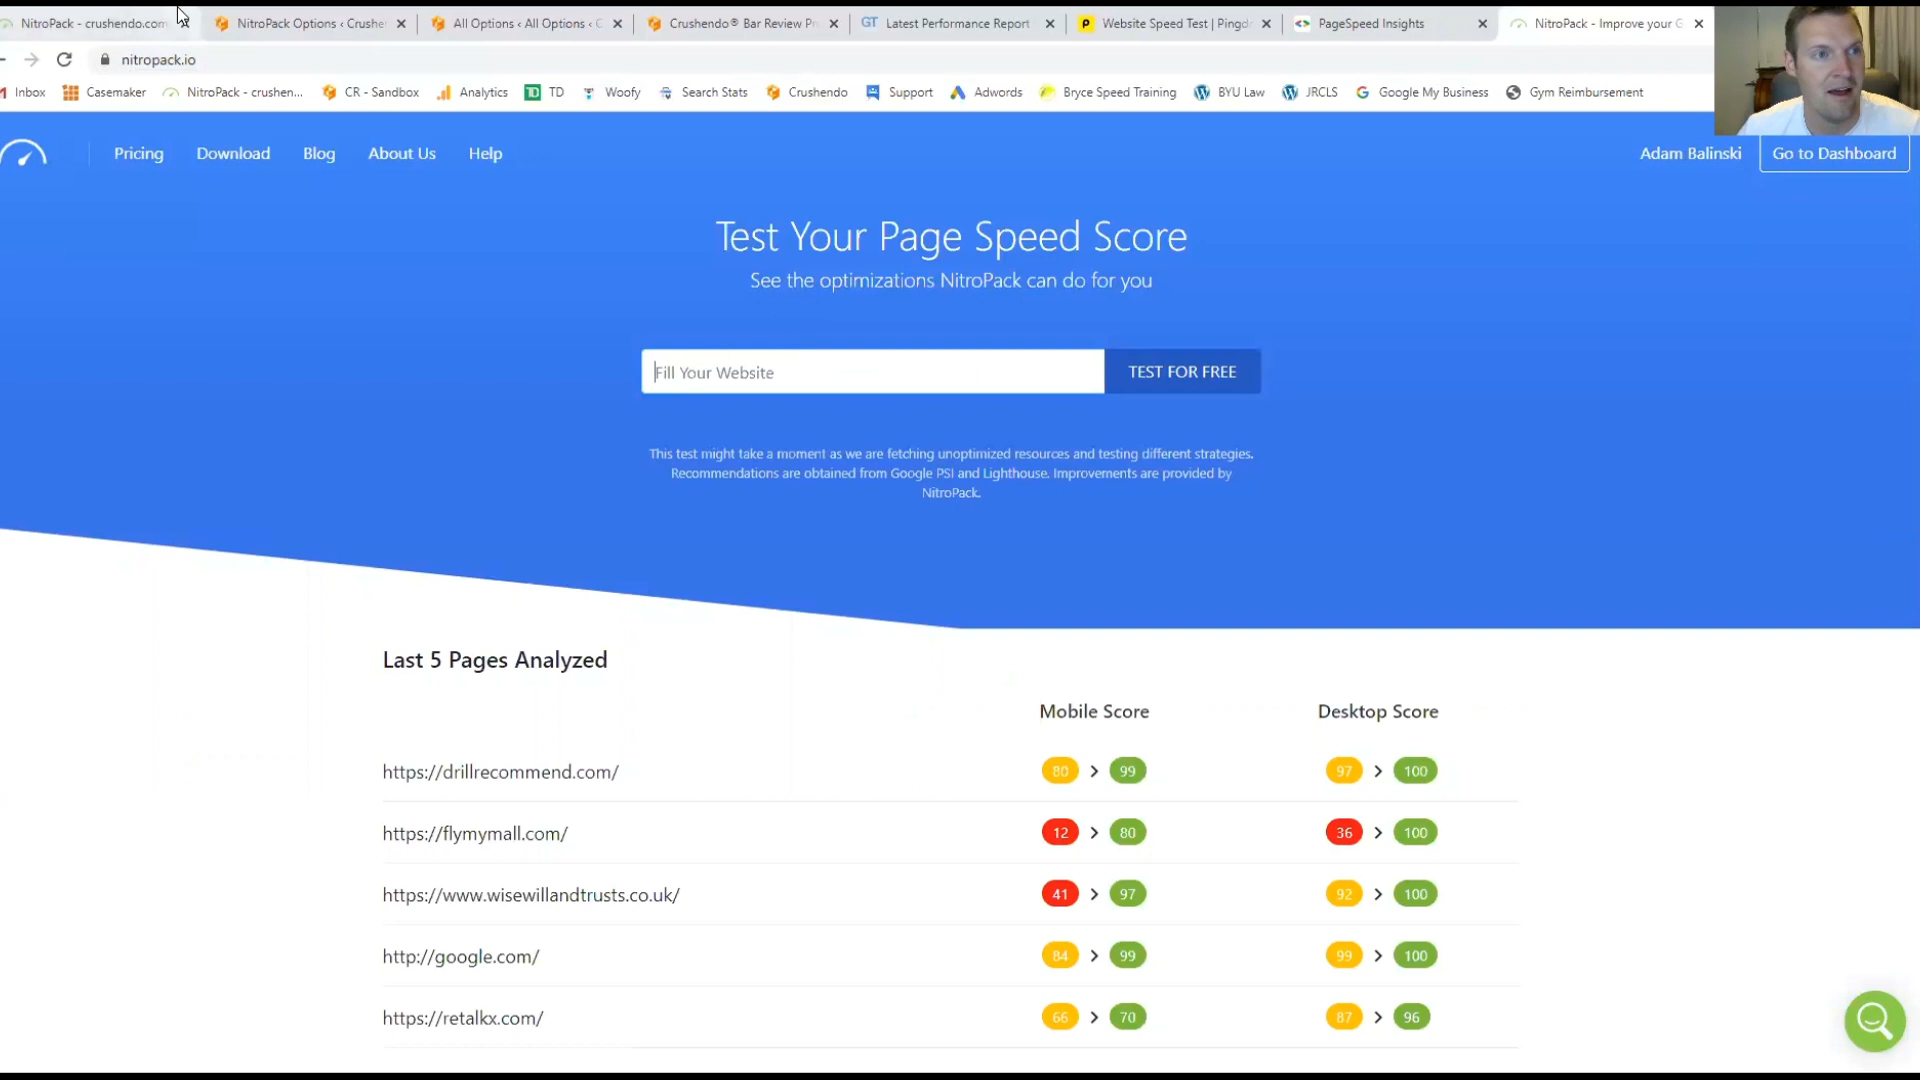 NitroPack - crushendo.com
NitroPack Options ‹ Crushe
All Options ‹ All Options ‹ C
Crushendo® Bar Review Pr
GT Latest Performance Report
Website Speed Test | Pingd
PageSpeed Insights
NitroPack - Improve your G
nitropack.io
Inbox
Casemaker
NitroPack - crushen...
CR - Sandbox
Analytics
TD
Woofy
Search Stats
Crushendo
Support
Adwords
Bryce Speed Training
BYU Law
JRCLS
Google My Business
Gym Reimbursement
Pricing
Download
Blog
About Us
Help
Adam Balinski
Go to Dashboard
Test Your Page Speed Score
See the optimizations NitroPack can do for you
Fill Your Website
TEST FOR FREE
This test might take a moment as we are fetching unoptimized resources and testing different strategies.
Recommendations are obtained from Google PSI and Lighthouse. Improvements are provided by
NitroPack.
Last 5 Pages Analyzed
Mobile Score Desktop Score
https://drillrecommend.com/ 80 > 99 97 > 100
https://flymymall.com/ 12 > 80 36 > 100
https://www.wisewillandtrusts.co.uk/ 41 > 97 92 > 100
http://google.com/ 84 > 99 99 > 100
https://retalkx.com/ 66 > 70 87 > 96